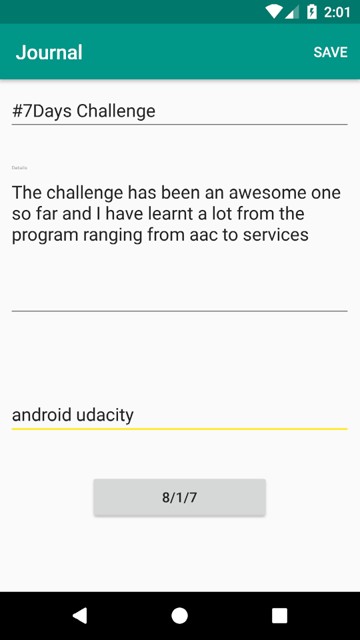 2:01
Journal
SAVE
#7Days Challenge
The challenge has been an awesome one
so far and I have learnt a lot from the
program ranging from aac to services
android udacity
8/1/7